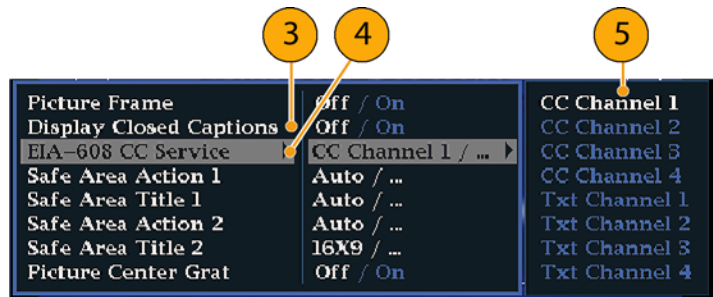 3 4 5
Picture Frame Off / On
Display Closed Captions Off / On
EIA-608 CC Service CC Channel 1 / ...
Safe Area Action 1 Auto / ...
Safe Area Title 1 Auto / ...
Safe Area Action 2 Auto / ...
Safe Area Title 2 16X9 / ...
Picture Center Grat Off / On
CC Channel 1
CC Channel 2
CC Channel 3
CC Channel 4
Txt Channel 1
Txt Channel 2
Txt Channel 3
Txt Channel 4